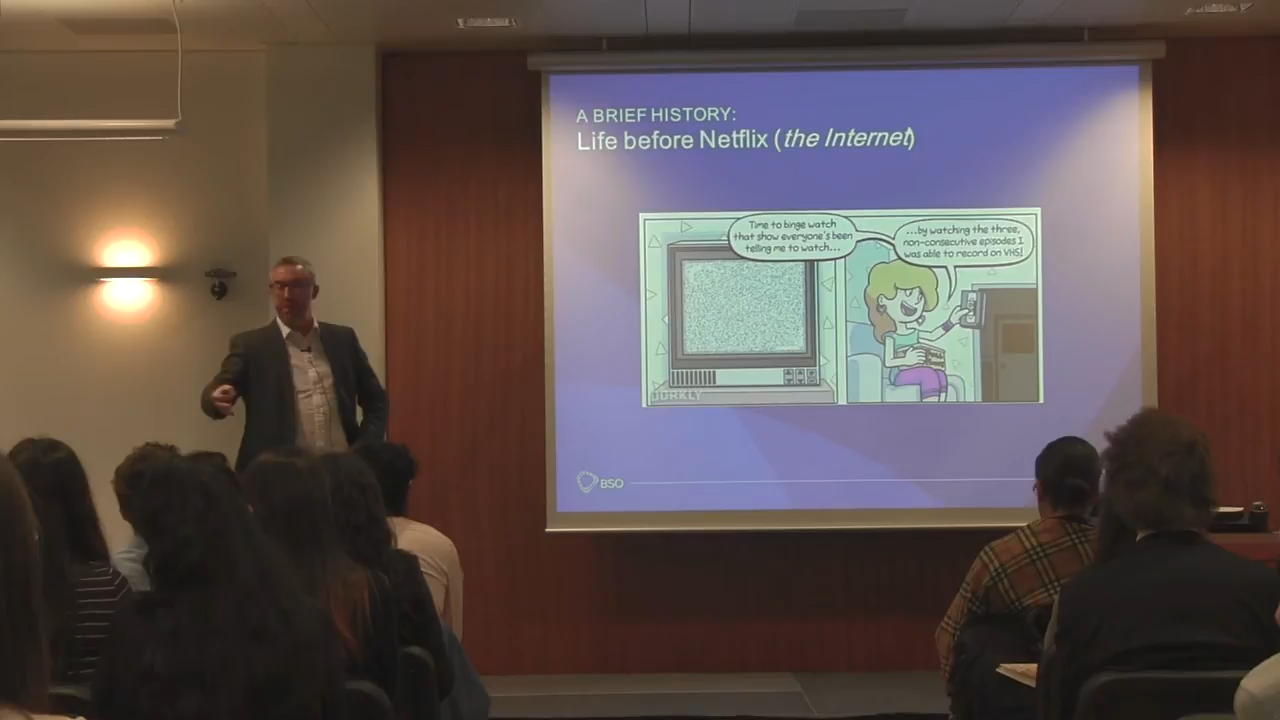 A BRIEF HISTORY:
Life before Netflix (the Internet)
Time to binge watch
that show everyone's been
telling me to watch...
...by watching the three,
non-consecutive episodes I
was able to record on VHS!
DORKLY
BSO